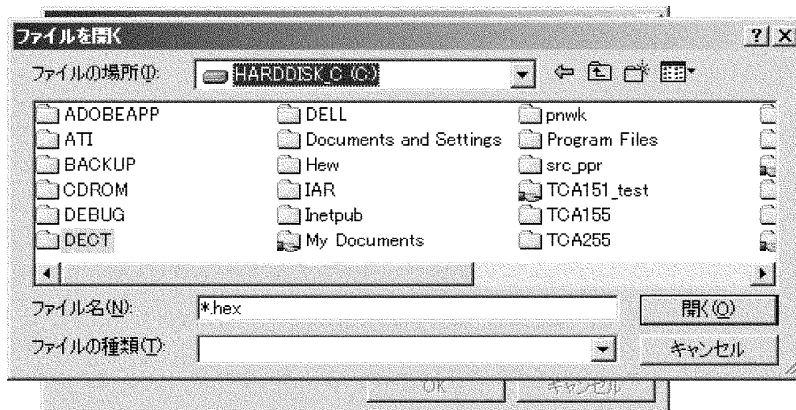 ファイルを開く
ファイルの場所(I):
HARDDISK_C (C:)
ADOBEAPP
DELL
pnwk
ATI
Documents and Settings
Program Files
BACKUP
Hew
src_ppr
CDROM
IAR
TCA151_test
DEBUG
Inetpub
TCA155
DECT
My Documents
TCA255
ファイル名(N):
*.hex
開く(O)
ファイルの種類(T):
キャンセル
OK
キャンセル